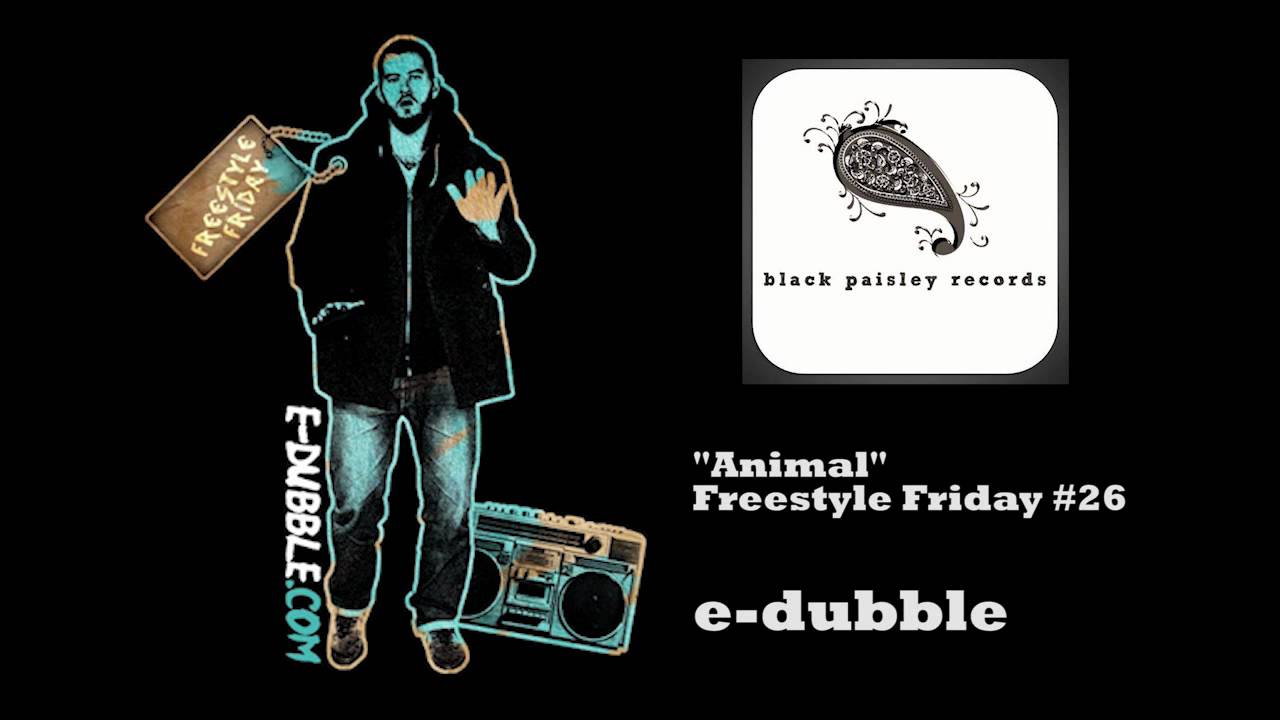 FREESTYLE
FRIDAY
E-DUBBLE.COM
black paisley records
"Animal"
Freestyle Friday #26
e-dubble